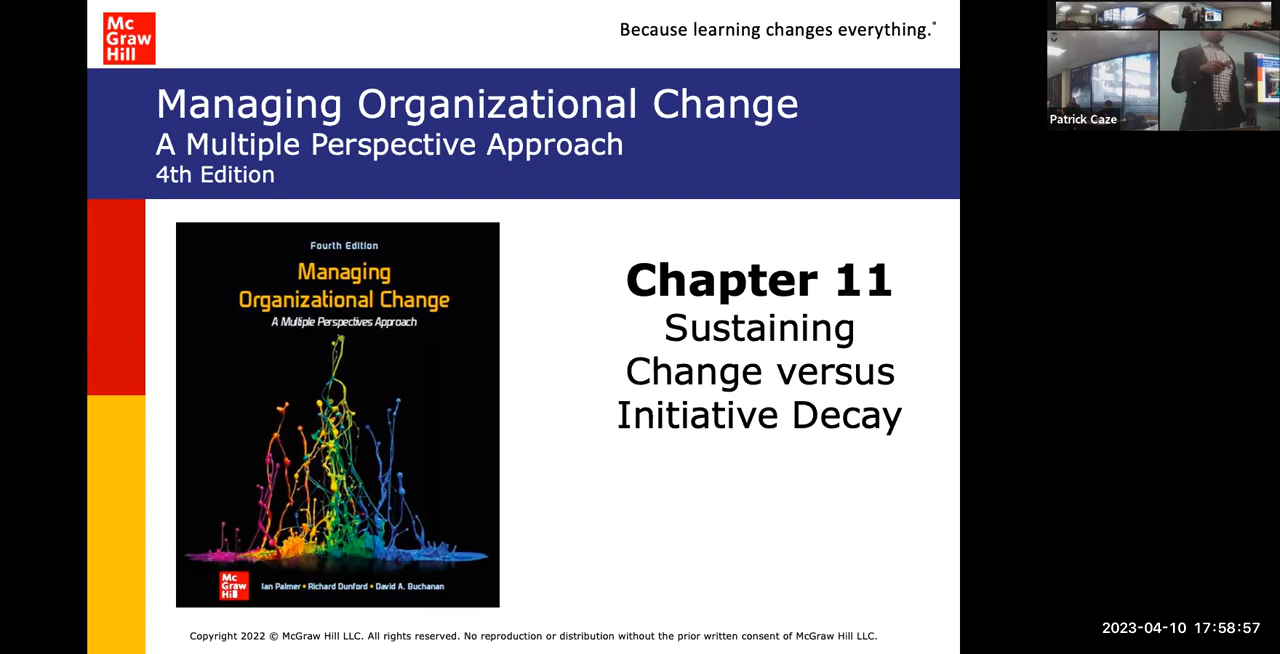 Mc
Graw
Hill
Because learning changes everything.®
Managing Organizational Change
A Multiple Perspective Approach
4th Edition
Fourth Edition
Managing
Organizational Change
A Multiple Perspectives Approach
Mc
Graw
Hill
Ian Palmer • Richard Dunford • David A. Buchanan
Chapter 11
Sustaining
Change versus
Initiative Decay
Copyright 2022 © McGraw Hill LLC. All rights reserved. No reproduction or distribution without the prior written consent of McGraw Hill LLC.
Patrick Caze
2023-04-10 17:58:57